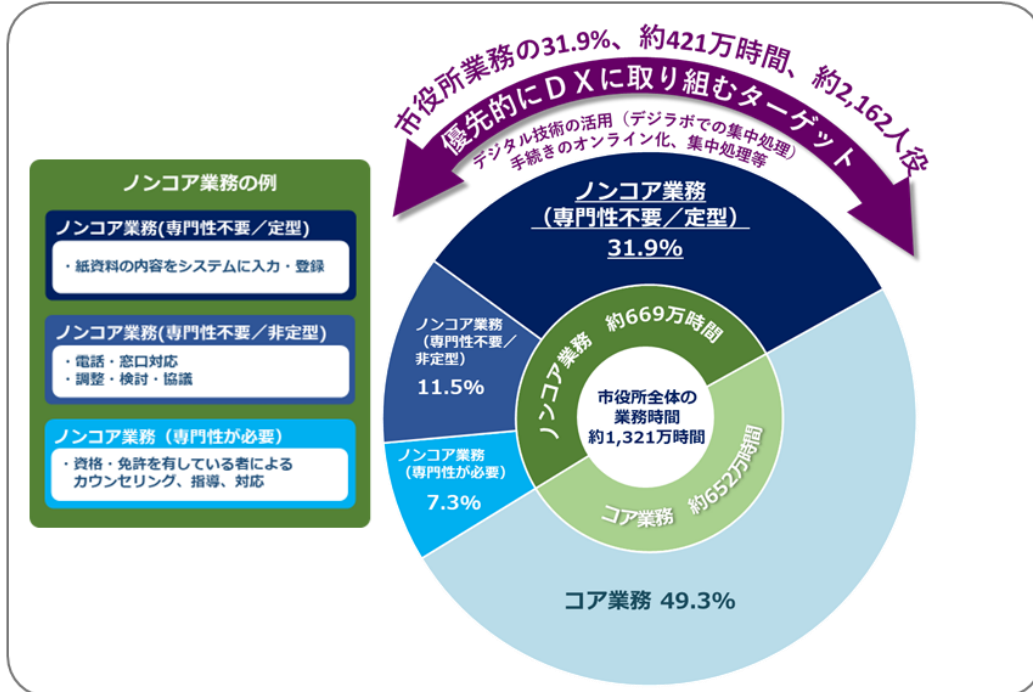 市役所業務の31.9%、約421万時間、約2,162人役
優先的にＤＸに取り組むターゲット
デジタル技術の活用（デジラボでの集中処理）
手続きのオンライン化、集中処理等
ノンコア業務の例
ノンコア業務(専門性不要／定型)
・紙資料の内容をシステムに入力・登録
ノンコア業務(専門性不要／非定型)
・電話・窓口対応
・調整・検討・協議
ノンコア業務（専門性が必要）
・資格・免許を有している者による
カウンセリング、指導、対応
ノンコア業務
（専門性不要／定型）
31.9%
ノンコア業務
（専門性不要／
非定型）
11.5%
ノンコア業務
（専門性が必要）
7.3%
ノンコア業務　約669万時間
市役所全体の
業務時間
約1,321万時間
コア業務　約652万時間
コア業務 49.3%